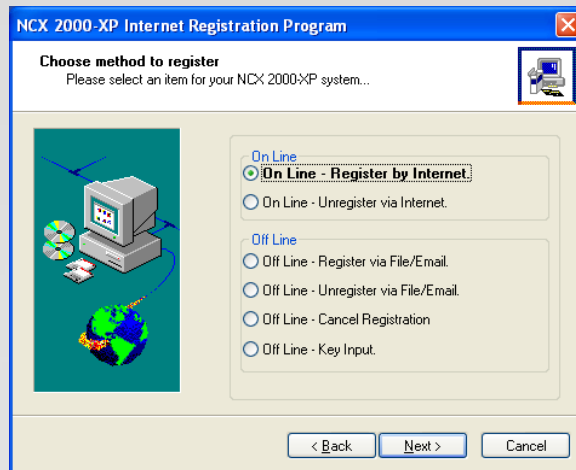 NCX 2000-XP Internet Registration Program
Choose method to register
Please select an item for your NCX 2000-XP system...
On Line
On Line - Register by Internet.
On Line - Unregister via Internet.
Off Line
Off Line - Register via File/Email.
Off Line - Unregister via File/Email.
Off Line - Cancel Registration
Off Line - Key Input.
< Back Next > Cancel